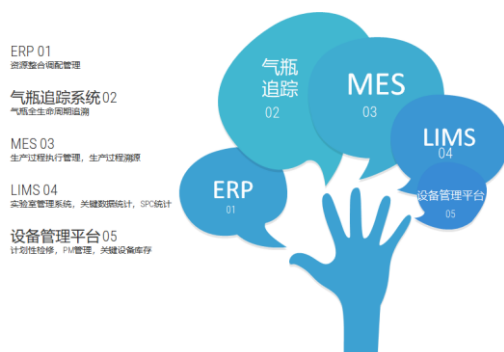 ERP 01
资源整合调配管理
气瓶追踪系统02
气瓶全生命周期追溯
MES 03
生产过程执行管理，生产过程溯源
LIMS 04
实验室管理系统，关键数据统计，SPC统计
设备管理平台05
计划性检修，PM管理，关键设备库存
气瓶
追踪
02
MES
03
LIMS
04
设备管理平台
05
ERP
01